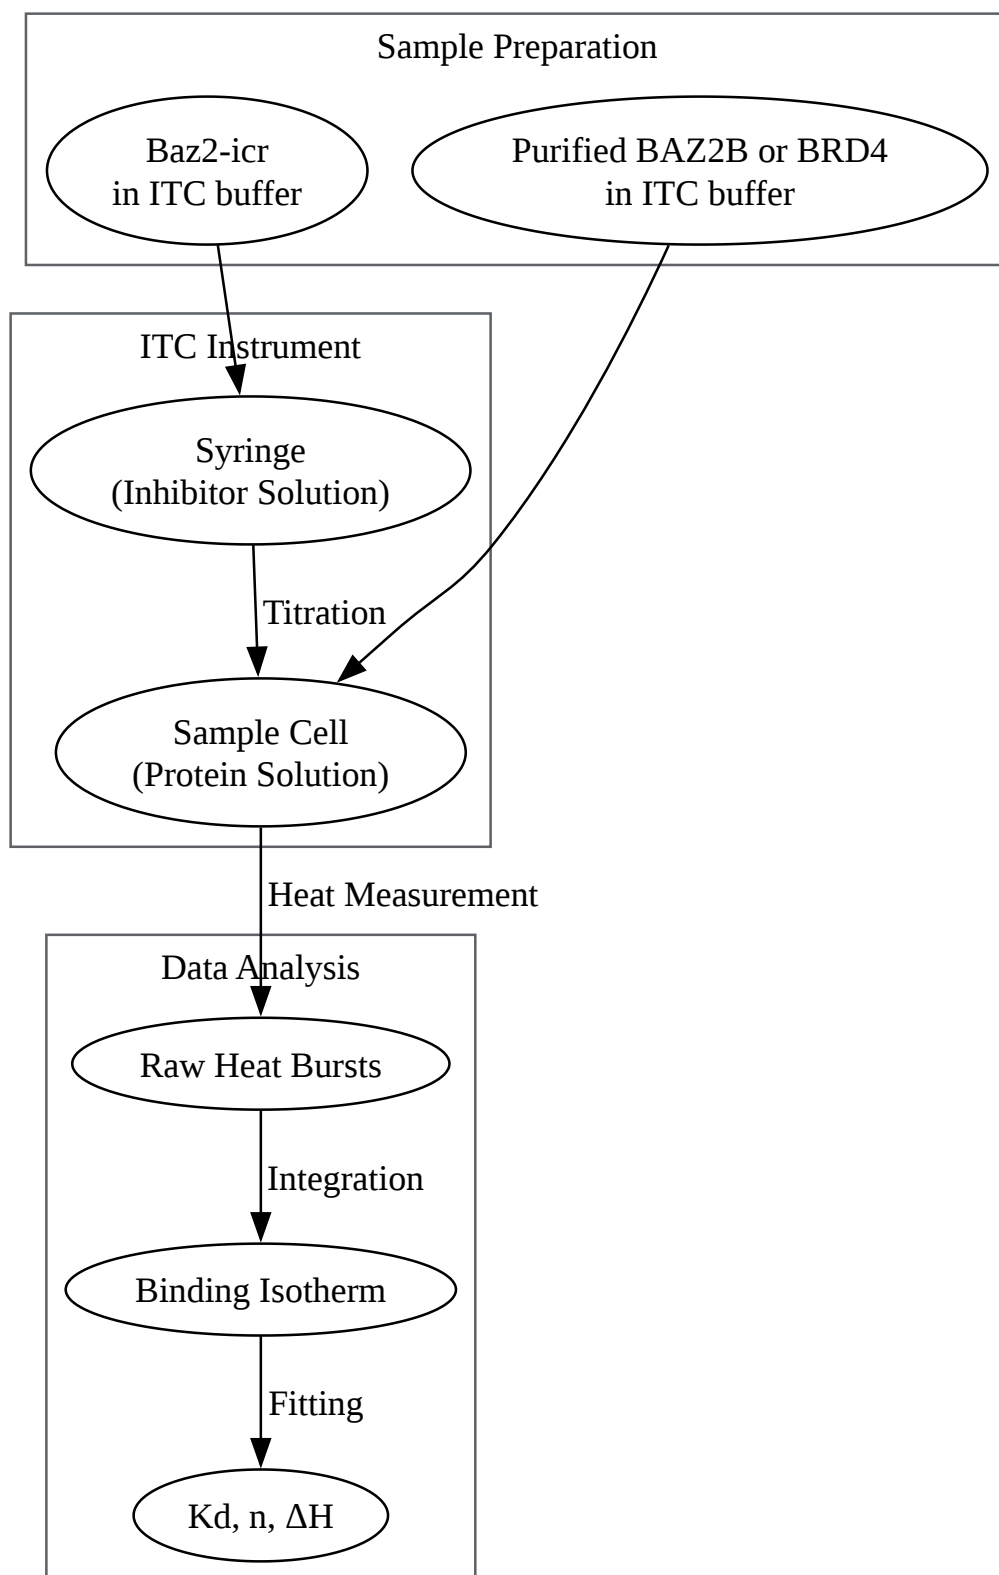 Sample Preparation
Baz2-icr
in ITC buffer
Purified BAZ2B or BRD4
in ITC buffer
ITC Instrument
Syringe
(Inhibitor Solution)
Titration
Sample Cell
(Protein Solution)
Heat Measurement
Data Analysis
Raw Heat Bursts
Integration
Binding Isotherm
Fitting
Kd, n, ΔH